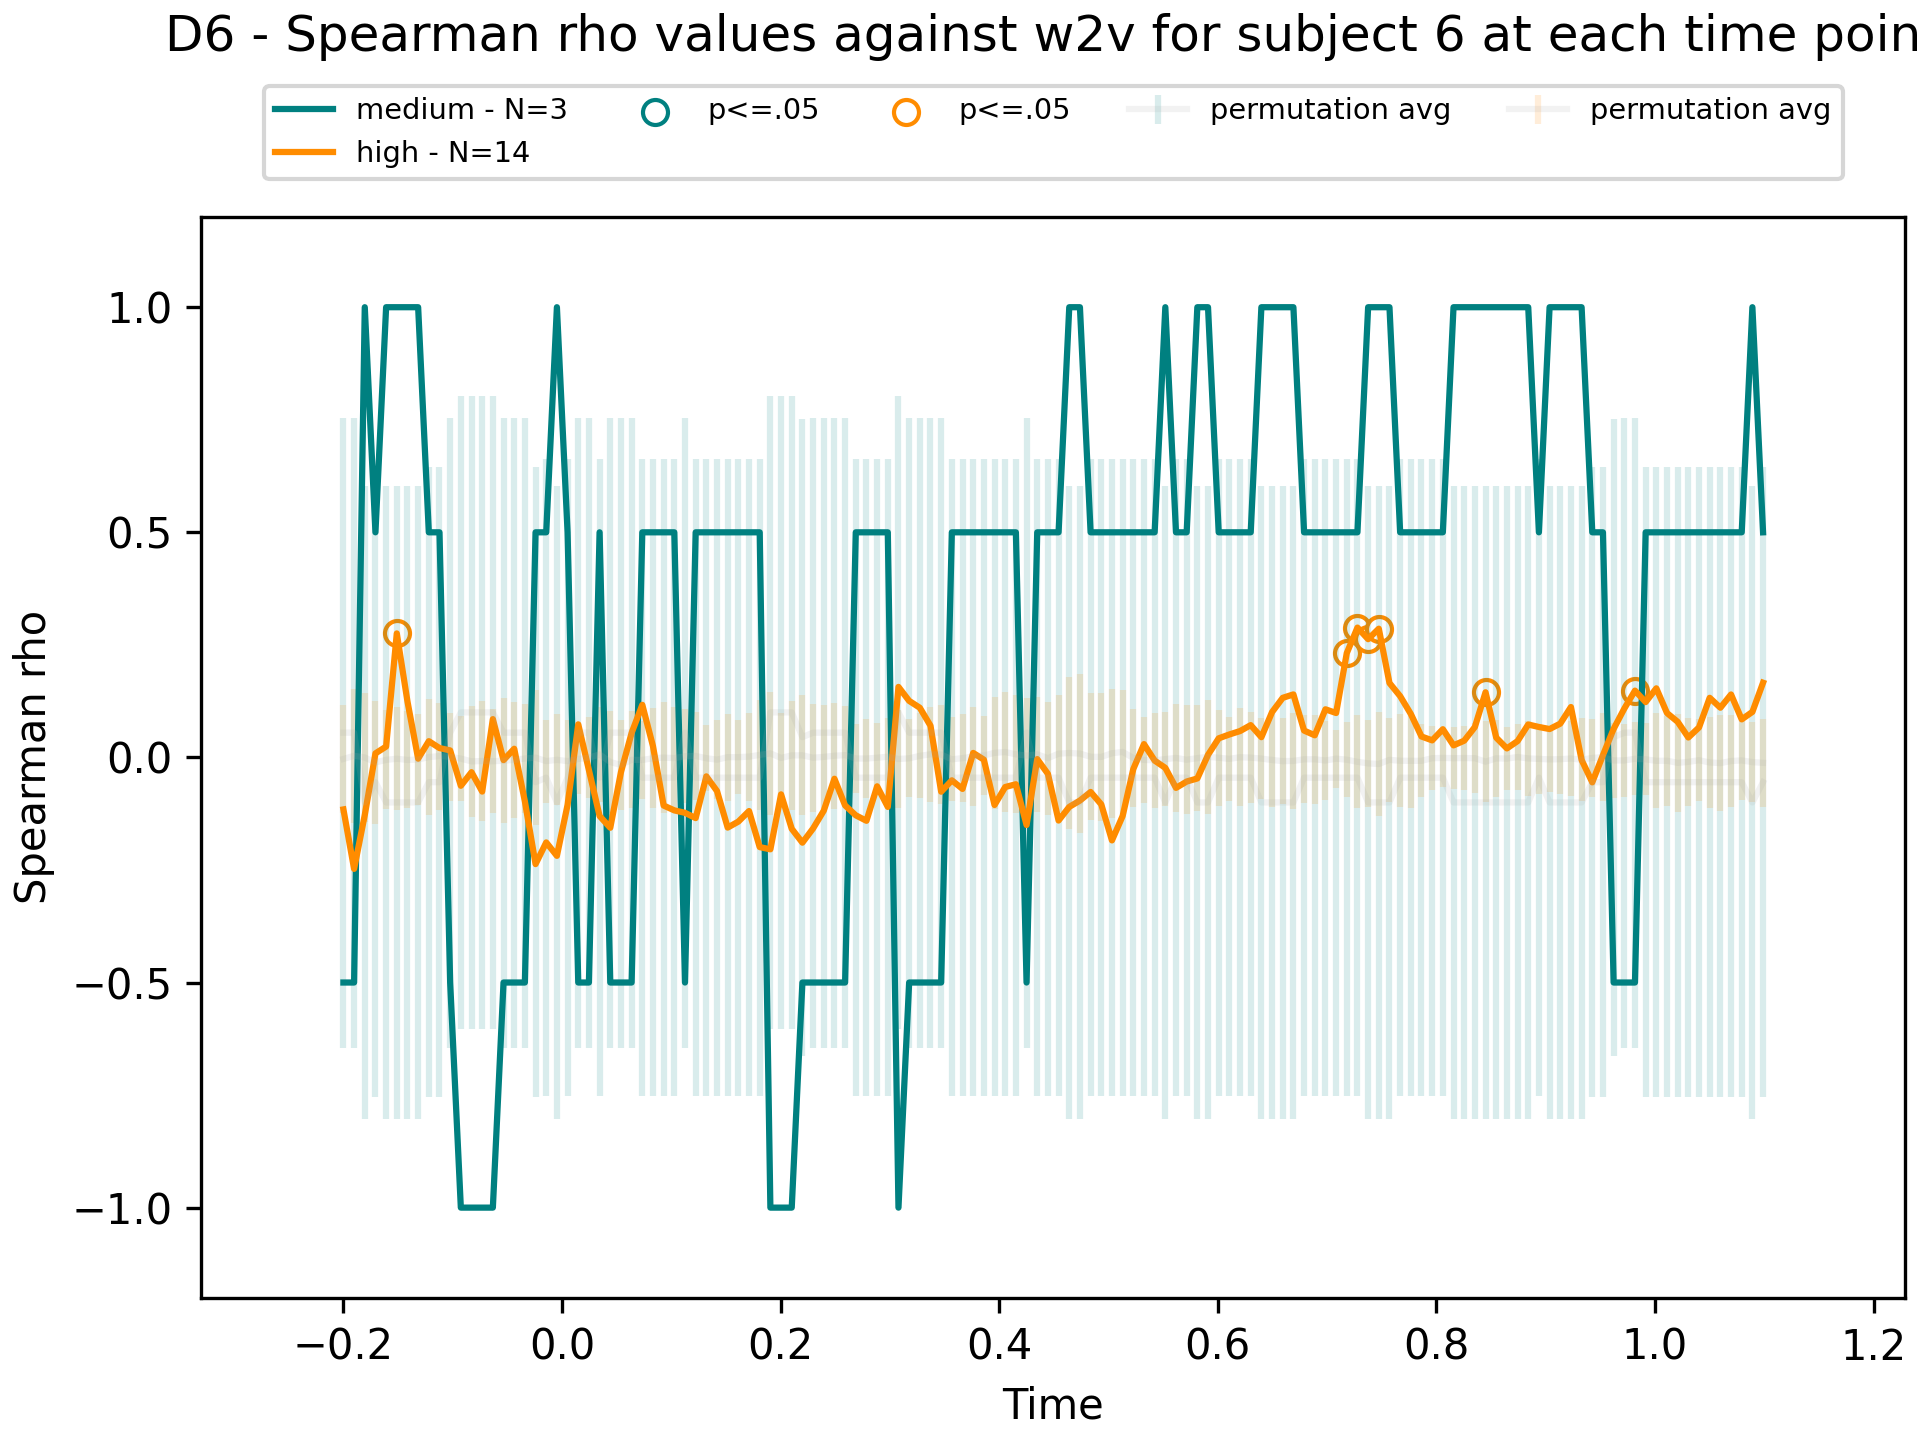 D6 - Spearman rho values against w2v for subject 6 at each time poin
medium - N=3 p<=.05 p<=.05 permutation avg permutation avg
high - N=14
1.0
0.5
0.0
−0.5
−1.0
Spearman rho
−0.2 0.0 0.2 0.4 0.6 0.8 1.0 1.2
Time